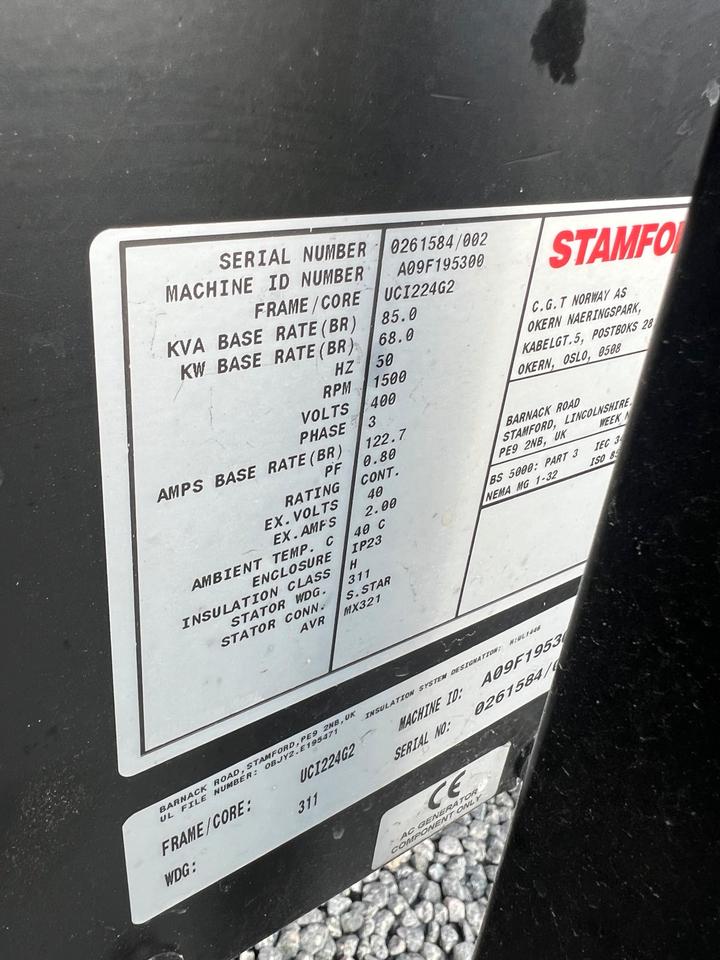 SERIAL NUMBER 0261584/002
MACHINE ID NUMBER A09F195300
FRAME/CORE UCI224G2
KVA BASE RATE(BR) 85.0
KW BASE RATE(BR) 68.0
HZ 50
RPM 1500
VOLTS 400
PHASE 3
AMPS BASE RATE(BR) 122.7
PF 0.80
RATING CONT.
EX.VOLTS 40
EX.AMPS 2.00
AMBIENT TEMP. C 40 C
ENCLOSURE IP23
INSULATION CLASS H
STATOR WDG. 311
STATOR CONN. S.STAR
AVR MX321
STAMFO
C.G.T NORWAY AS
OKERN NAERINGSPARK,
KABELGT.5, POSTBOKS 28
OKERN, OSLO, 0508
BARNACK ROAD
STAMFORD, LINCOLNSHIRE.
PE9 2NB, UK WEEK
BS 5000: PART 3 IEC
NEMA MG 1-32 ISO
BARNACK ROAD, STAMFORD, PE9 2NB, UK INSULATION SYSTEM DESIGNATION:
UL FILE NUMBER: OBJY2.E195471
FRAME/CORE: UCI224G2 MACHINE ID: A09F1953
WDG: 311 SERIAL NO: 0261584/
CE
AC GENERATOR
COMPONENT ONLY